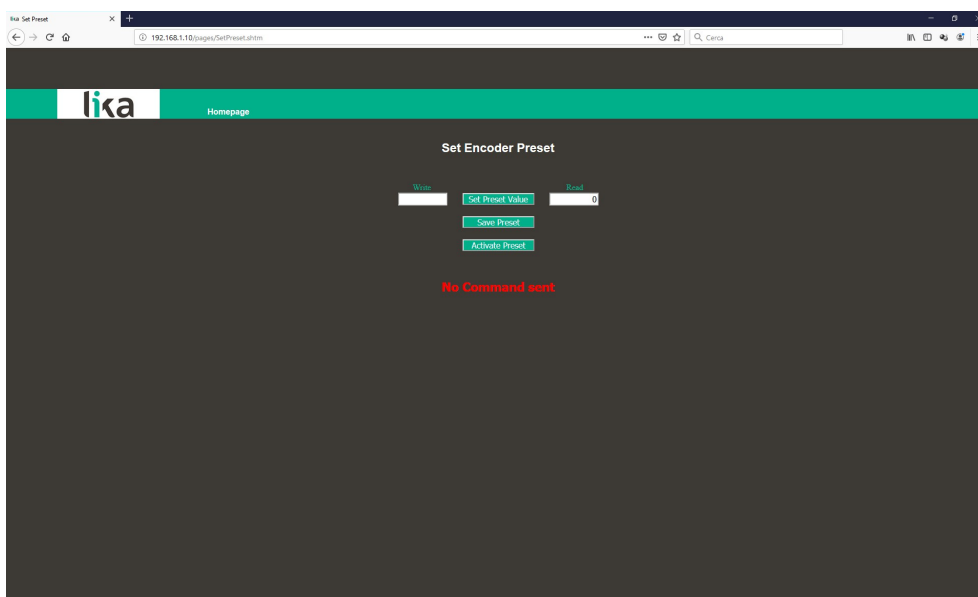 lika Set Preset
192.168.1.10/pages/SetPreset.shtm
Cerca
lika
Homepage
Set Encoder Preset
Write
Read
Set Preset Value
0
Save Preset
Activate Preset
No Command sent